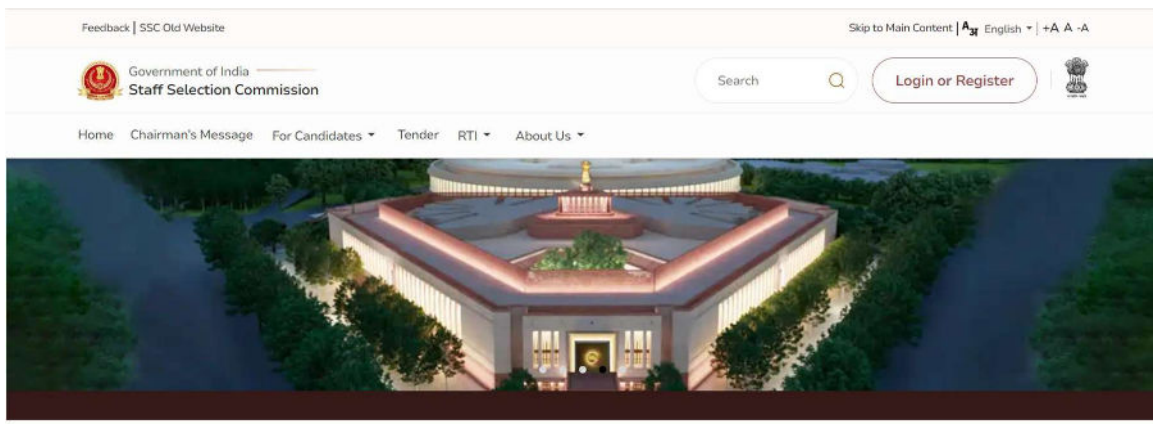 Feedback | SSC Old Website
Skip to Main Content | Aअ English | +A A -A
Government of India
Staff Selection Commission
Search
Login or Register
Home Chairman's Message For Candidates Tender RTI About Us